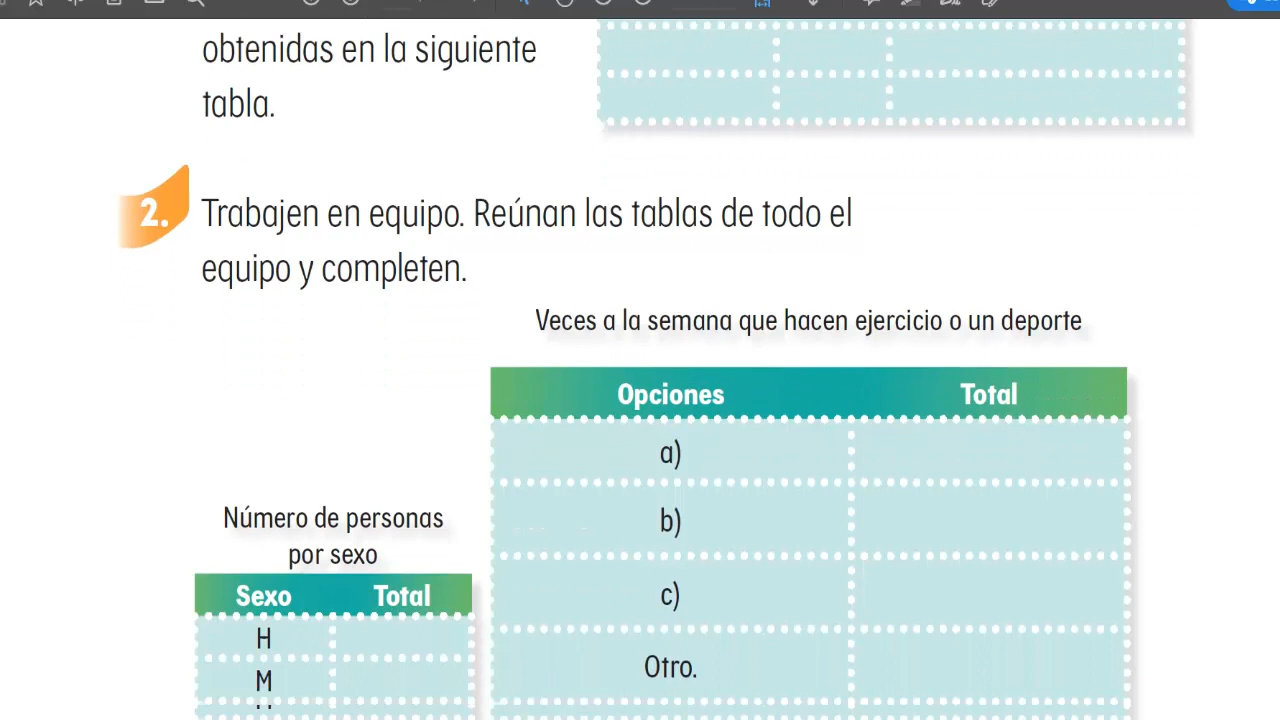 obtenidas en la siguiente
tabla.
2. Trabajen en equipo. Reúnan las tablas de todo el
equipo y completen.
Veces a la semana que hacen ejercicio o un deporte
Opciones Total
a)
b)
c)
Otro.
Número de personas
por sexo
Sexo Total
H
M